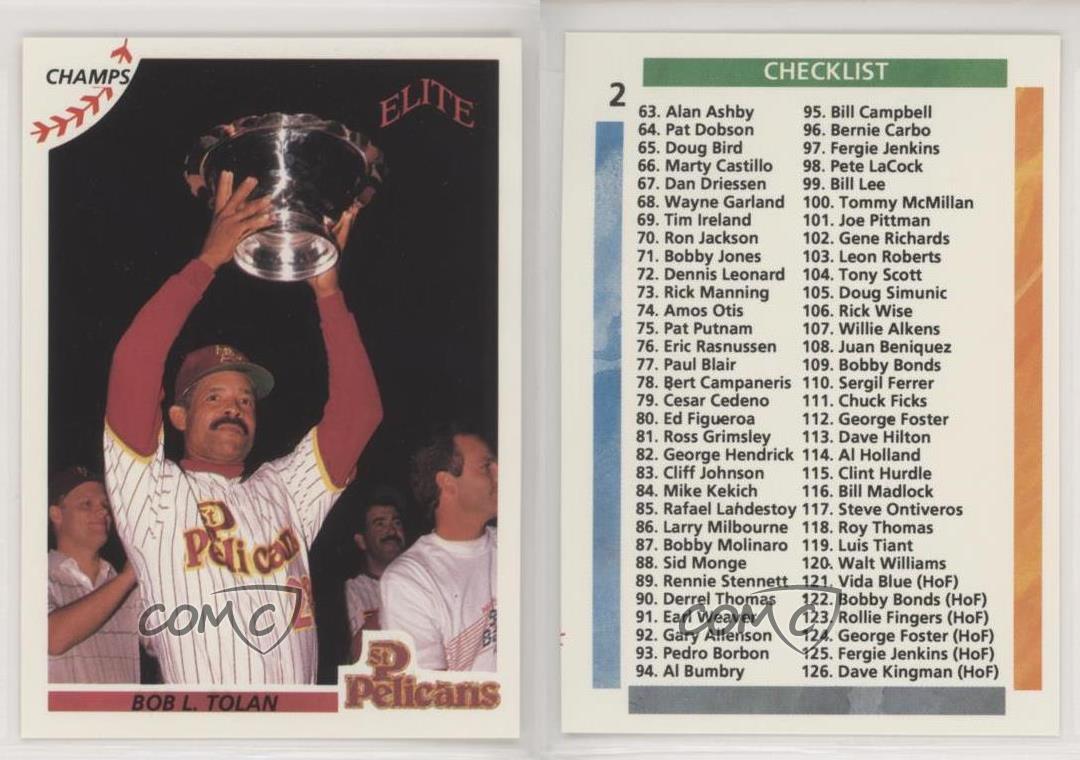 CHAMPS
ELITE
St
P
Pelicans
COMC
St
P
Pelicans
BOB L. TOLAN
CHECKLIST
2
63. Alan Ashby
64. Pat Dobson
65. Doug Bird
66. Marty Castillo
67. Dan Driessen
68. Wayne Garland
69. Tim Ireland
70. Ron Jackson
71. Bobby Jones
72. Dennis Leonard
73. Rick Manning
74. Amos Otis
75. Pat Putnam
76. Eric Rasnussen
77. Paul Blair
78. Bert Campaneris
79. Cesar Cedeno
80. Ed Figueroa
81. Ross Grimsley
82. George Hendrick
83. Cliff Johnson
84. Mike Kekich
85. Rafael Landestoy
86. Larry Milbourne
87. Bobby Molinaro
88. Sid Monge
89. Rennie Stennett
90. Derrel Thomas
91. Earl Weaver
92. Gary Allenson
93. Pedro Borbon
94. Al Bumbry
95. Bill Campbell
96. Bernie Carbo
97. Fergie Jenkins
98. Pete LaCock
99. Bill Lee
100. Tommy McMillan
101. Joe Pittman
102. Gene Richards
103. Leon Roberts
104. Tony Scott
105. Doug Simunic
106. Rick Wise
107. Willie Alkens
108. Juan Beniquez
109. Bobby Bonds
110. Sergil Ferrer
111. Chuck Ficks
112. George Foster
113. Dave Hilton
114. Al Holland
115. Clint Hurdle
116. Bill Madlock
117. Steve Ontiveros
118. Roy Thomas
119. Luis Tiant
120. Walt Williams
121. Vida Blue (HoF)
122. Bobby Bonds (HoF)
123. Rollie Fingers (HoF)
124. George Foster (HoF)
125. Fergie Jenkins (HoF)
126. Dave Kingman (HoF)
COMC